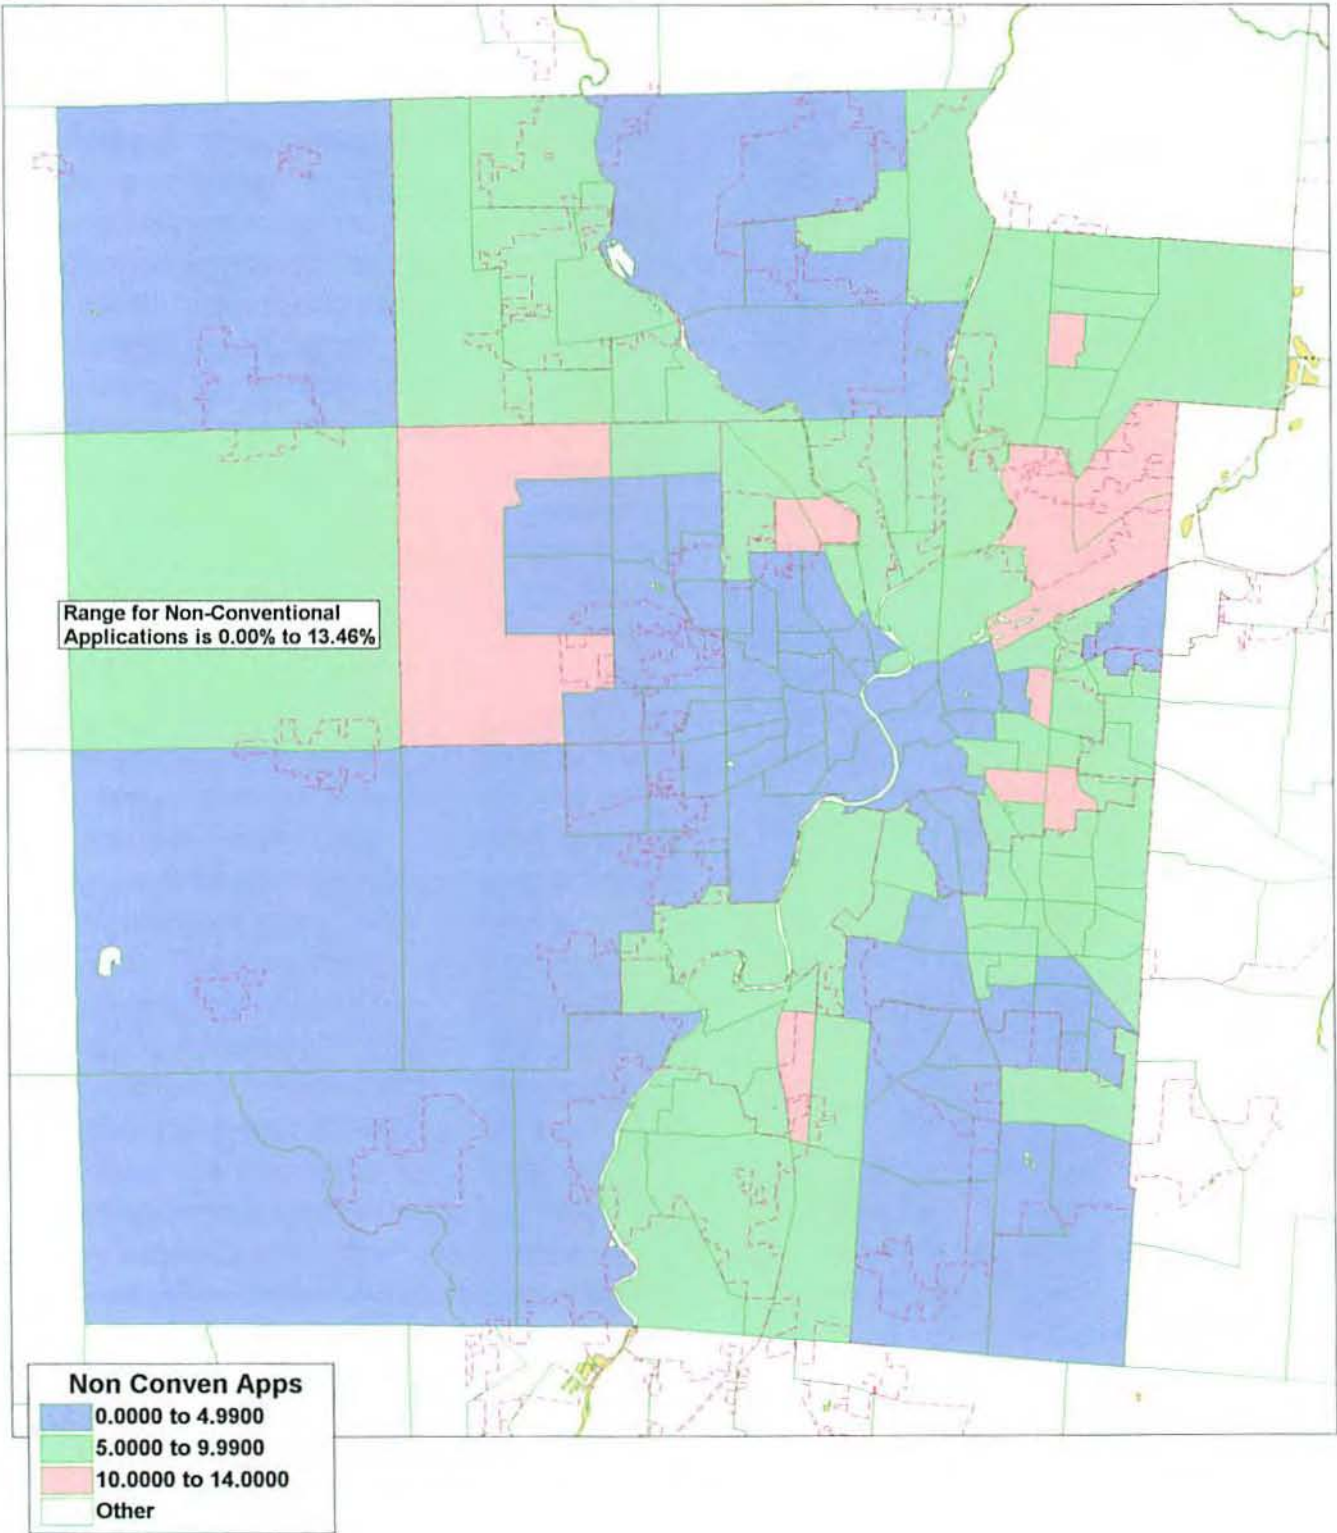 Range for Non-Conventional
Applications is 0.00% to 13.46%
Non Conven Apps
0.0000 to 4.9900
5.0000 to 9.9900
10.0000 to 14.0000
Other